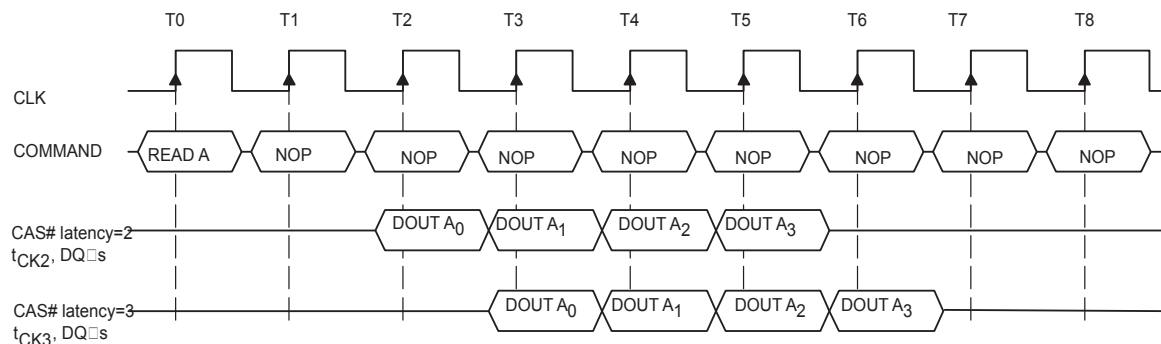 T0 T1 T2 T3 T4 T5 T6 T7 T8
CLK
COMMAND READ A NOP NOP NOP NOP NOP NOP NOP NOP
CAS# latency=2 DOUT A0 DOUT A1 DOUT A2 DOUT A3
tCK2, DQ□s
CAS# latency=3 DOUT A0 DOUT A1 DOUT A2 DOUT A3
tCK3, DQ□s